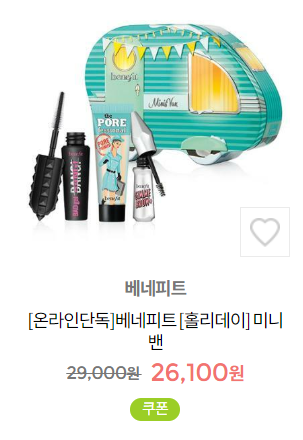 benefit
Mini Van
BADgal BANG!
the
PORE
benefit
베네피트
[온라인단독]베네피트 [홀리데이] 미니
밴
29,000원 26,100원
쿠폰